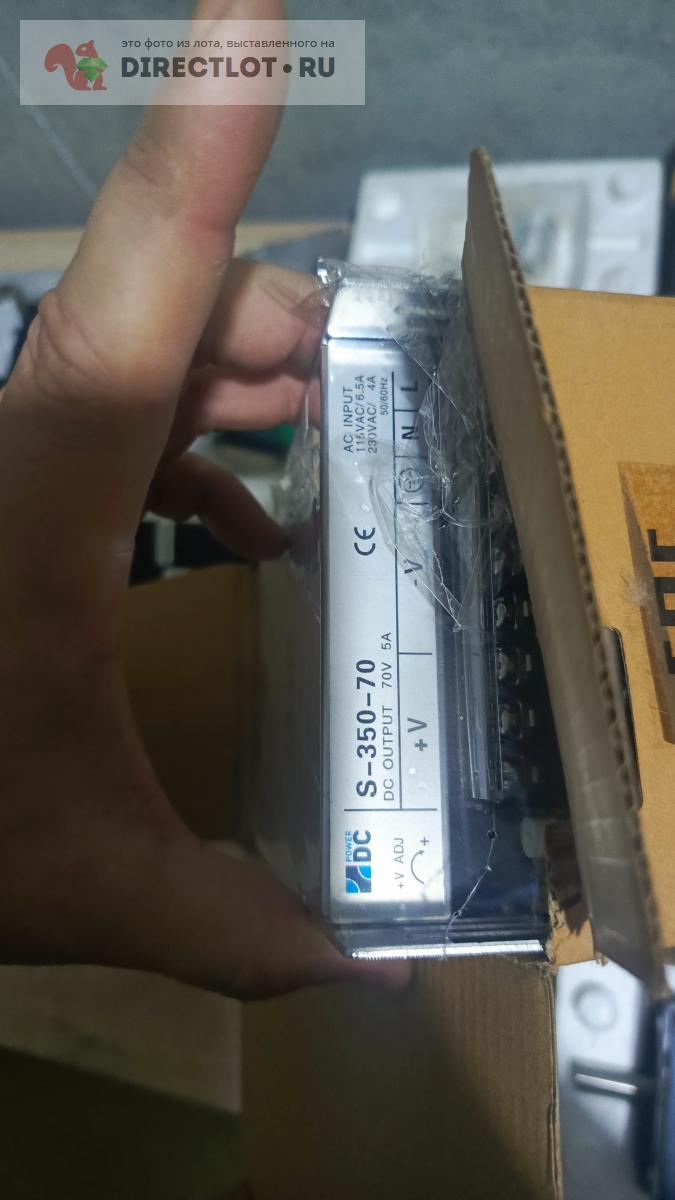 это фото из лота, выставленного на
DIRECTLOT•RU
POWER
DC
S-350-70
DC OUTPUT 70V 5A
CE
AC INPUT
115VAC/6.5A
230VAC/ 4A
50/60Hz
+V ADJ
+
+V
-V
N
L